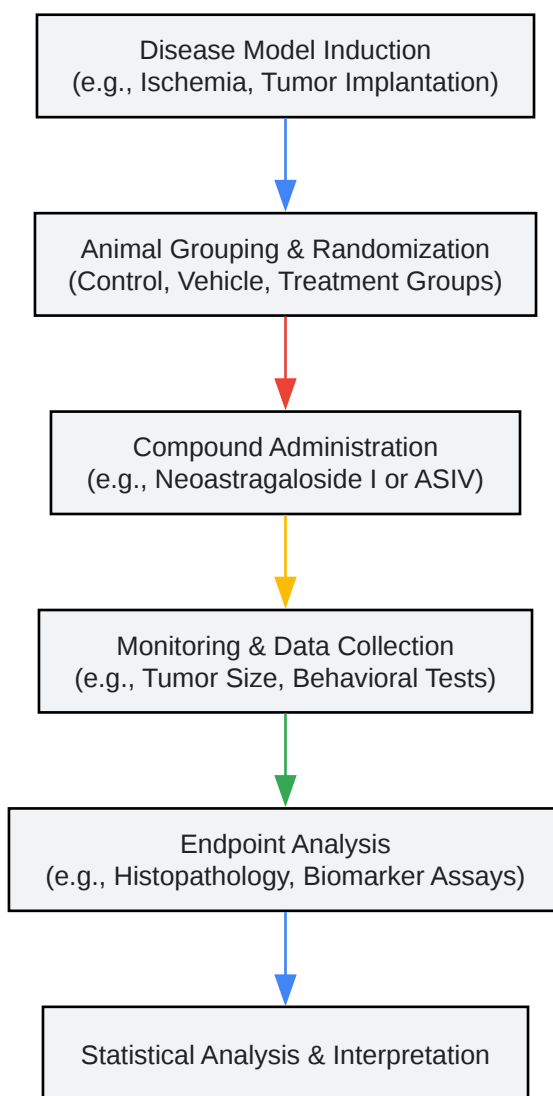 Disease Model Induction
(e.g., Ischemia, Tumor Implantation)
Animal Grouping & Randomization
(Control, Vehicle, Treatment Groups)
Compound Administration
(e.g., Neoastragaloside I or ASIV)
Monitoring & Data Collection
(e.g., Tumor Size, Behavioral Tests)
Endpoint Analysis
(e.g., Histopathology, Biomarker Assays)
Statistical Analysis & Interpretation